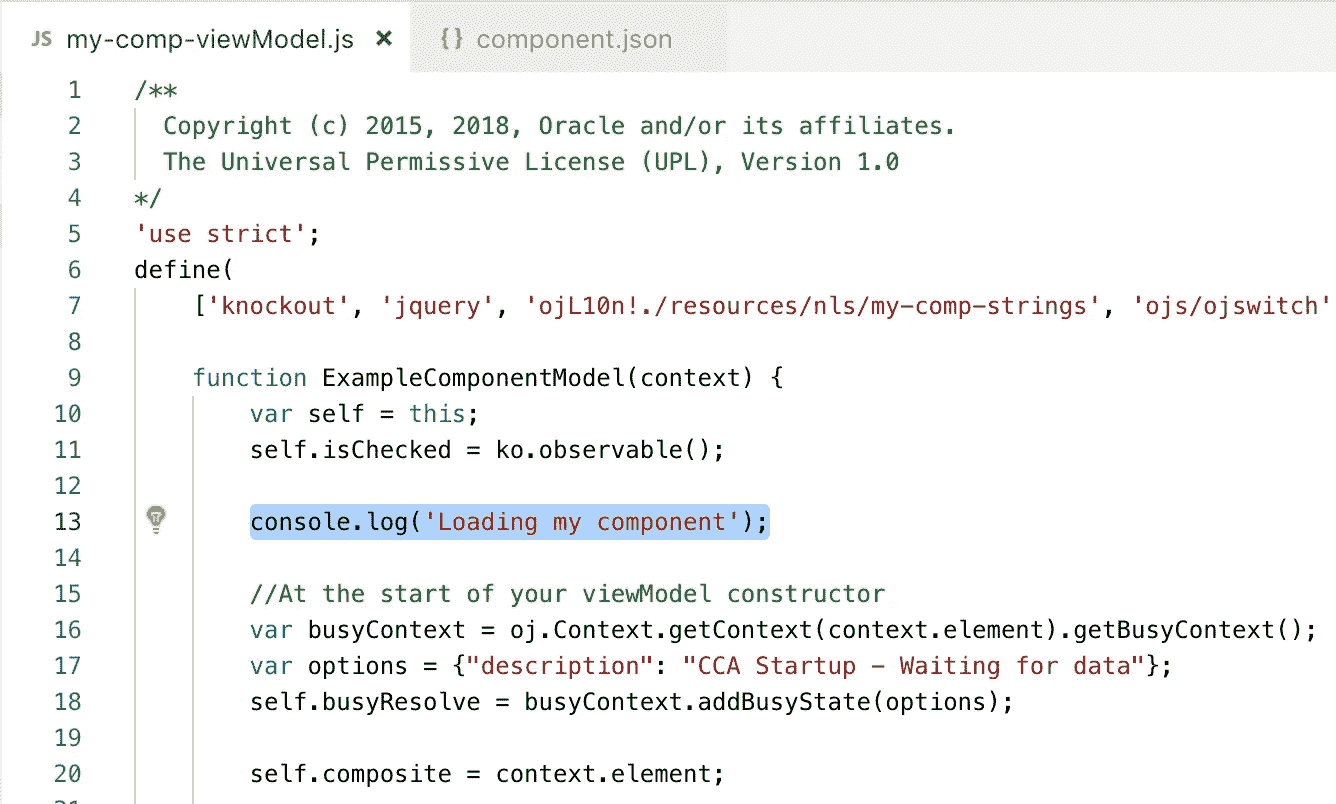 JS my-comp-viewModel.js × {} component.json
1 /**
2 Copyright (c) 2015, 2018, Oracle and/or its affiliates.
3 The Universal Permissive License (UPL), Version 1.0
4 */
5 'use strict';
6 define(
7 ['knockout', 'jquery', 'ojL10n!./resources/nls/my-comp-strings', 'ojs/ojswitch'
8
9 function ExampleComponentModel(context) {
10 var self = this;
11 self.isChecked = ko.observable();
12
13 console.log('Loading my component');
14
15 //At the start of your viewModel constructor
16 var busyContext = oj.Context.getContext(context.element).getBusyContext();
17 var options = {"description": "CCA Startup - Waiting for data"};
18 self.busyResolve = busyContext.addBusyState(options);
19
20 self.composite = context.element;